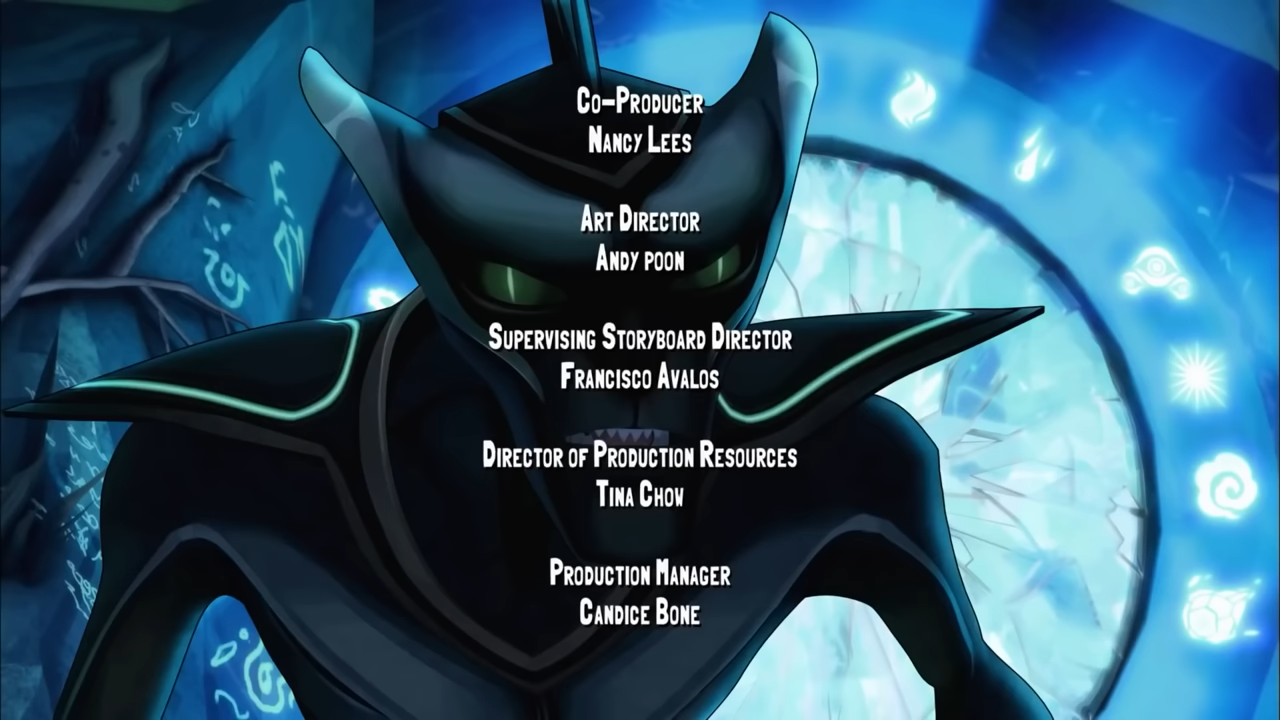 Co-Producer
Nancy Lees
Art Director
Andy Poon
Supervising Storyboard Director
Francisco Avalos
Director of Production Resources
Tina Chow
Production Manager
Candice Bone